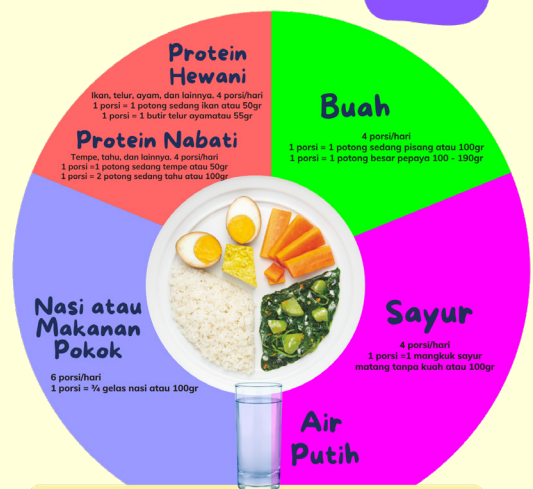 Protein
Hewani
Ikan, telur, ayam, dan lainnya. 4 porsi/hari
1 porsi = 1 potong sedang ikan atau 50gr
1 porsi = 1 butir telur ayamatau 55gr
Protein Nabati
Tempe, tahu, dan lainnya. 4 porsi/hari
1 porsi =1 potong sedang tempe atau 50gr
1 porsi = 2 potong sedang tahu atau 100gr
Buah
4 porsi/hari
1 porsi = 1 potong sedang pisang atau 100gr
1 porsi = 1 potong besar pepaya 100 - 190gr
Nasi atau
Makanan
Pokok
6 porsi/hari
1 porsi = ¾ gelas nasi atau 100gr
Sayur
4 porsi/hari
1 porsi =1 mangkuk sayur
matang tanpa kuah atau 100gr
Air
Putih